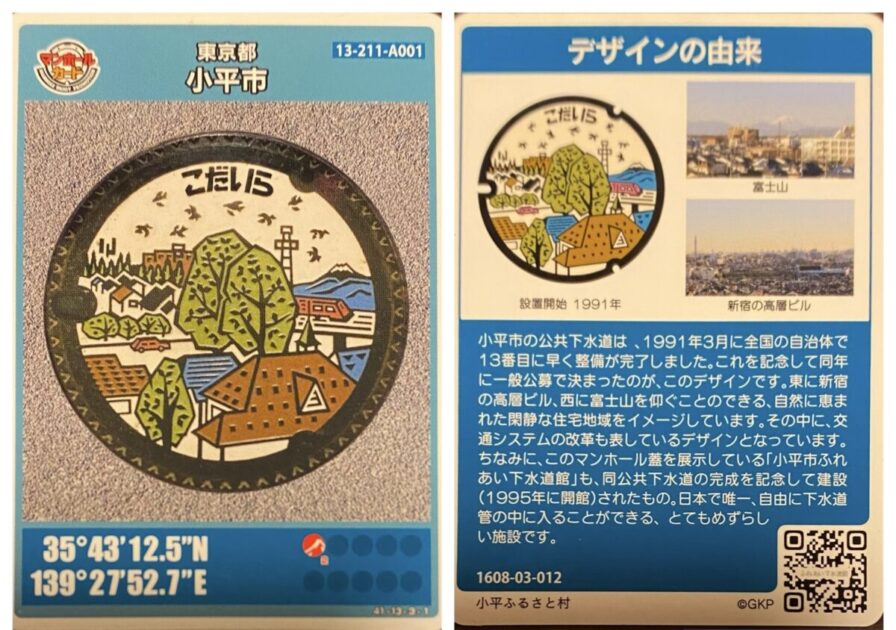 マンホール
カード
東京都
小平市
13-211-A001
こだいら
35°43'12.5"N
139°27'52.7"E
41-13-3-1
デザインの由来
こだいら
設置開始 1991年
富士山
新宿の高層ビル
小平市の公共下水道は、1991年3月に全国の自治体で
13番目に早く整備が完了しました。これを記念して同年
に一般公募で決まったのが、このデザインです。東に新宿
の高層ビル、西に富士山を仰ぐことのできる、自然に恵ま
れた閑静な住宅地域をイメージしています。その中に、交
通システムの改革も表しているデザインとなっています。
ちなみに、このマンホール蓋を展示している「小平市ふれ
あい下水道館」も、同公共下水道の完成を記念して建設
(1995年に開館)されたもの。日本で唯一、自由に下水道
管の中に入ることができる、とてもめずらし
い施設です。
1608-03-012
小平ふるさと村
©GKP